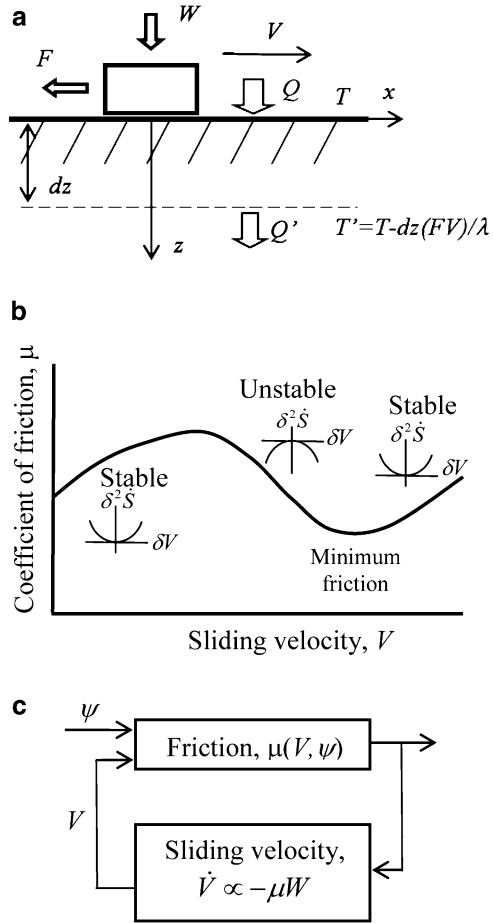 a
W
V
F
Q
T
x
dz
Q'
T'=T-dz(FV)/λ
z
b
Coefficient of friction, μ
Unstable
δ²Ṡ
δV
Stable
δ²Ṡ
δV
Stable
δ²Ṡ
δV
Minimum
friction
Sliding velocity, V
c
ψ
Friction, μ(V,ψ)
V
Sliding velocity,
V̇ ∝ -μW